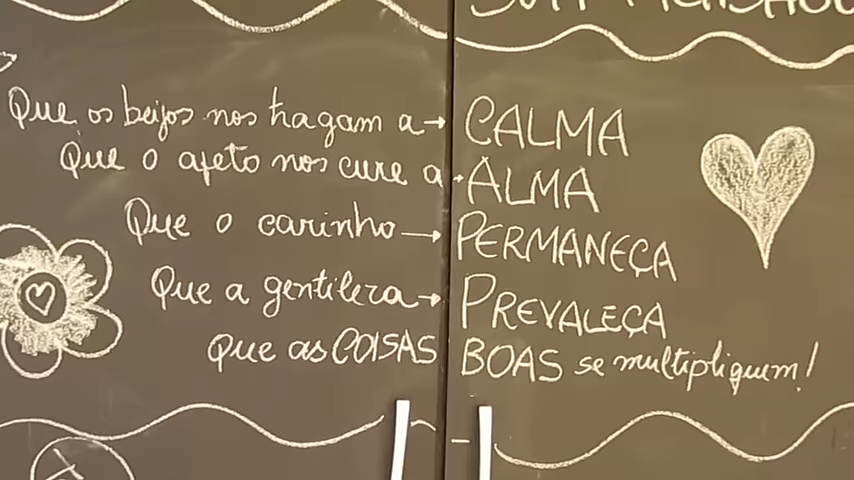 Que os beijos nos tragam a → CALMA
Que o afeto nos cure a → ALMA
Que o carinho → PERMANEÇA
Que a gentileza → PREVALEÇA
Que as COISAS BOAS se multipliquem!